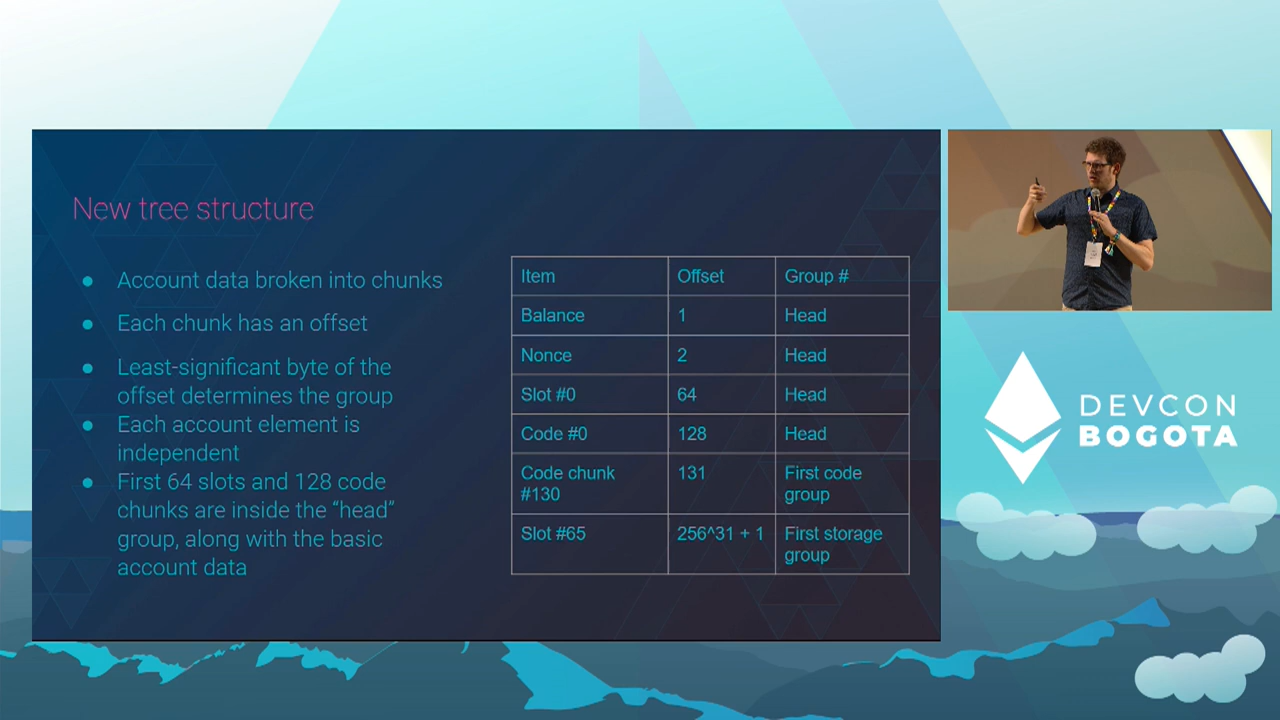 New tree structure
● Account data broken into chunks
● Each chunk has an offset
● Least-significant byte of the
offset determines the group
● Each account element is
independent
● First 64 slots and 128 code
chunks are inside the “head”
group, along with the basic
account data
Item Offset Group #
Balance 1 Head
Nonce 2 Head
Slot #0 64 Head
Code #0 128 Head
Code chunk 131 First code
#130 group
Slot #65 256^31 + 1 First storage
group
DEVCON
BOGOTA